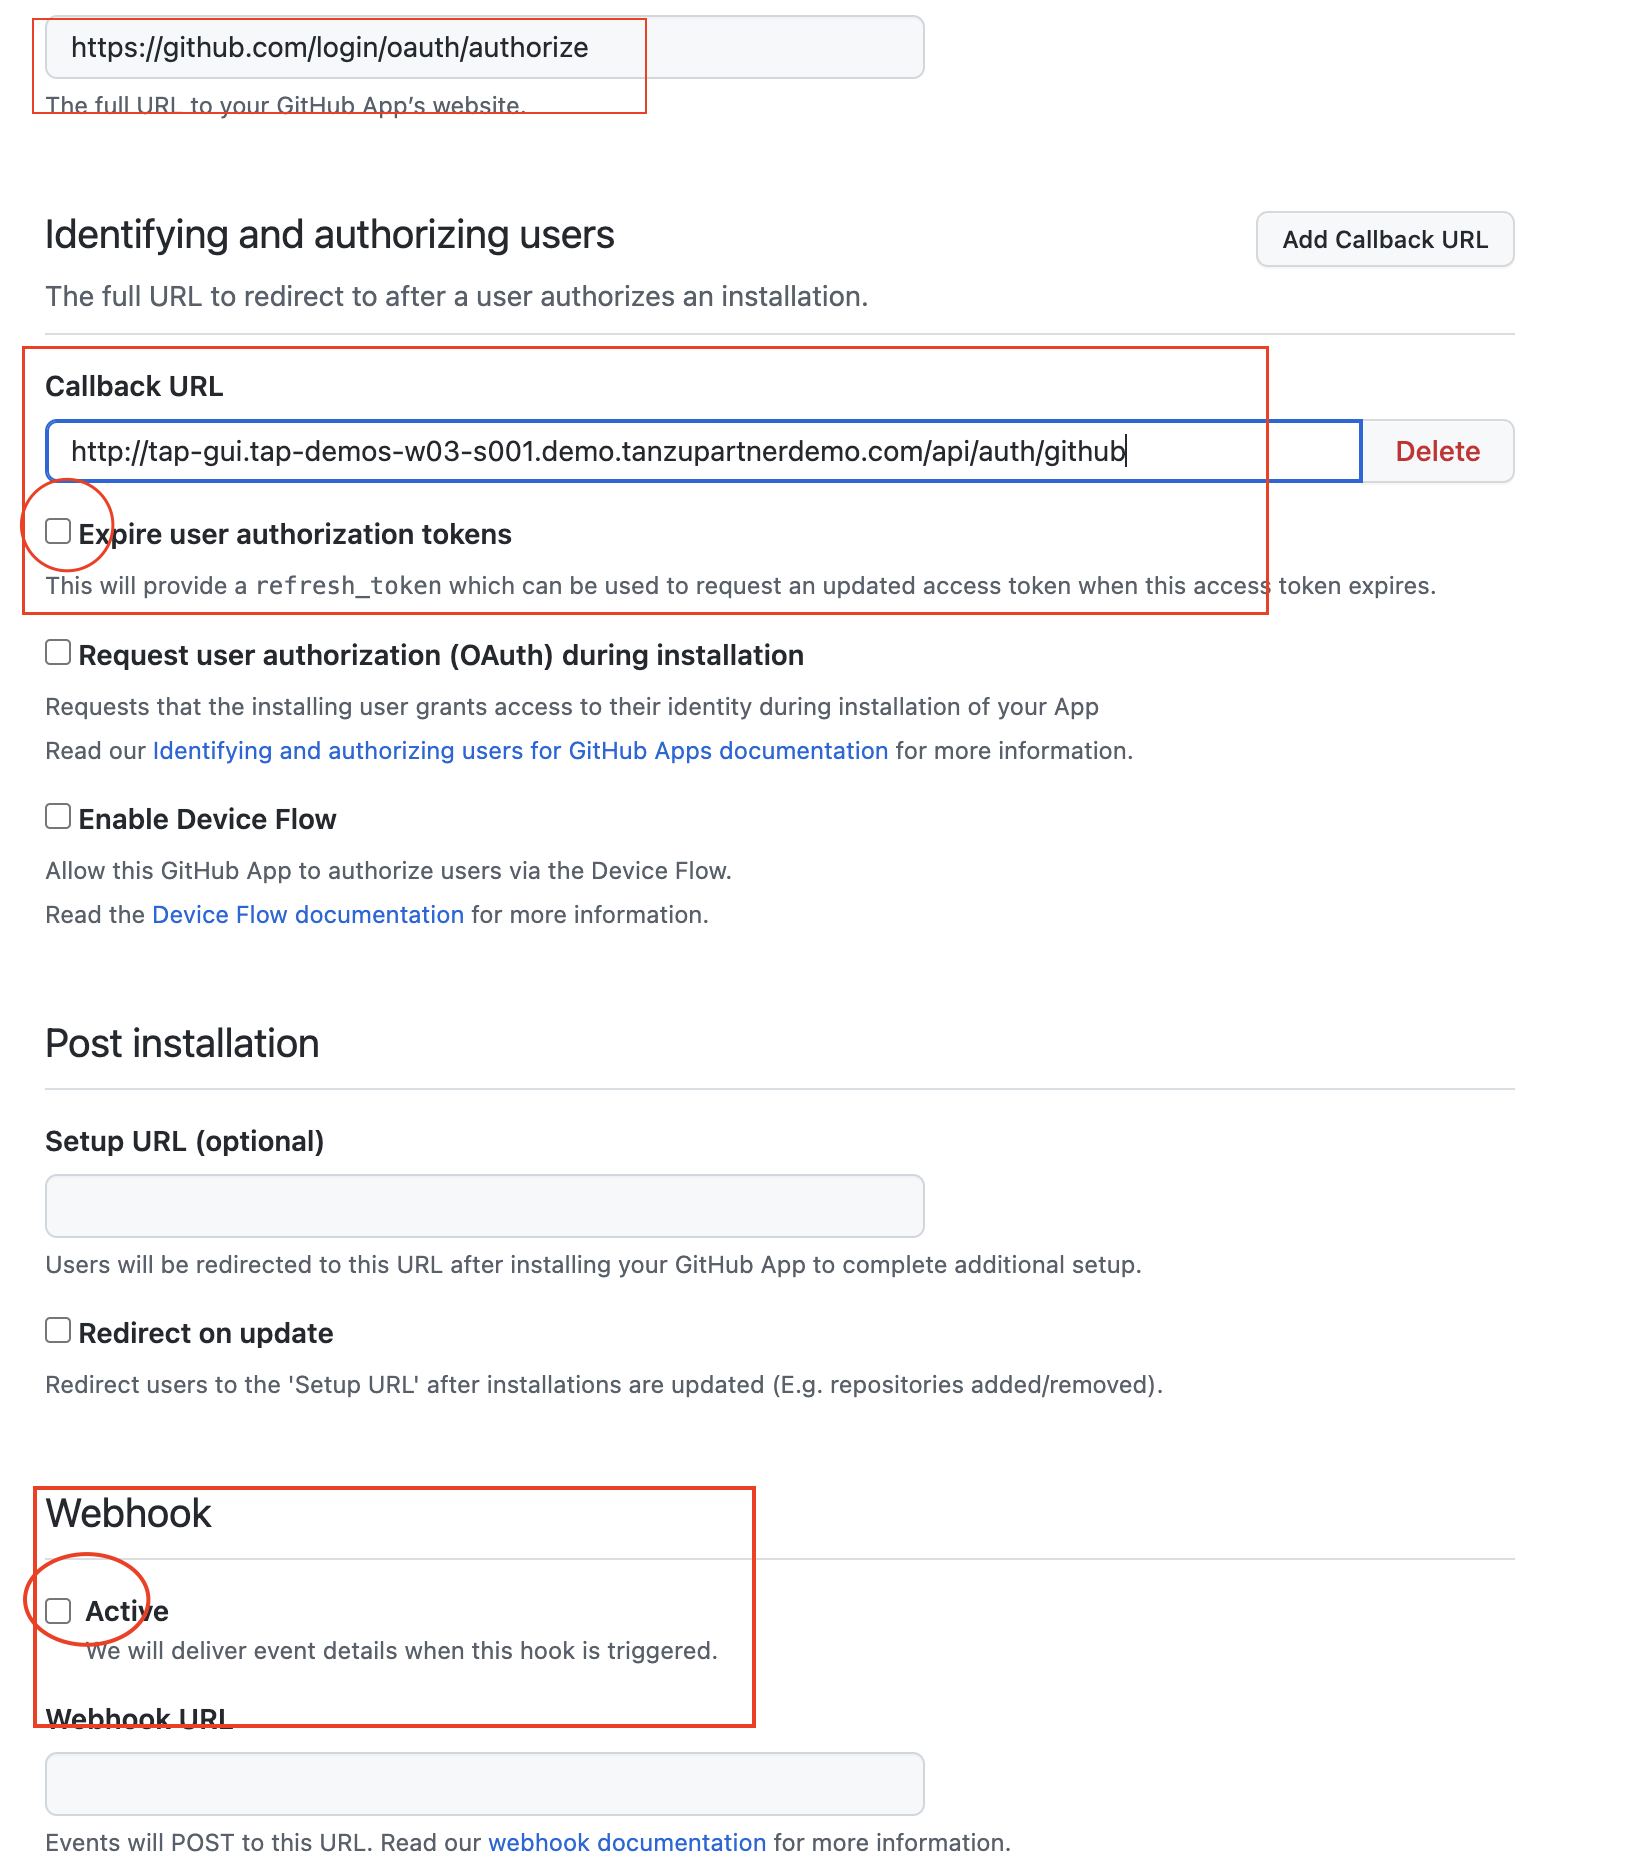 https://github.com/login/oauth/authorize
The full URL to your GitHub App’s website.
Identifying and authorizing users
Add Callback URL
The full URL to redirect to after a user authorizes an installation.
Callback URL
http://tap-gui.tap-demos-w03-s001.demo.tanzupartnerdemo.com/api/auth/github
Delete
Expire user authorization tokens
This will provide a refresh_token which can be used to request an updated access token when this access token expires.
Request user authorization (OAuth) during installation
Requests that the installing user grants access to their identity during installation of your App
Read our Identifying and authorizing users for GitHub Apps documentation for more information.
Enable Device Flow
Allow this GitHub App to authorize users via the Device Flow.
Read the Device Flow documentation for more information.
Post installation
Setup URL (optional)
Users will be redirected to this URL after installing your GitHub App to complete additional setup.
Redirect on update
Redirect users to the 'Setup URL' after installations are updated (E.g. repositories added/removed).
Webhook
Active
We will deliver event details when this hook is triggered.
Webhook URL
Events will POST to this URL. Read our webhook documentation for more information.